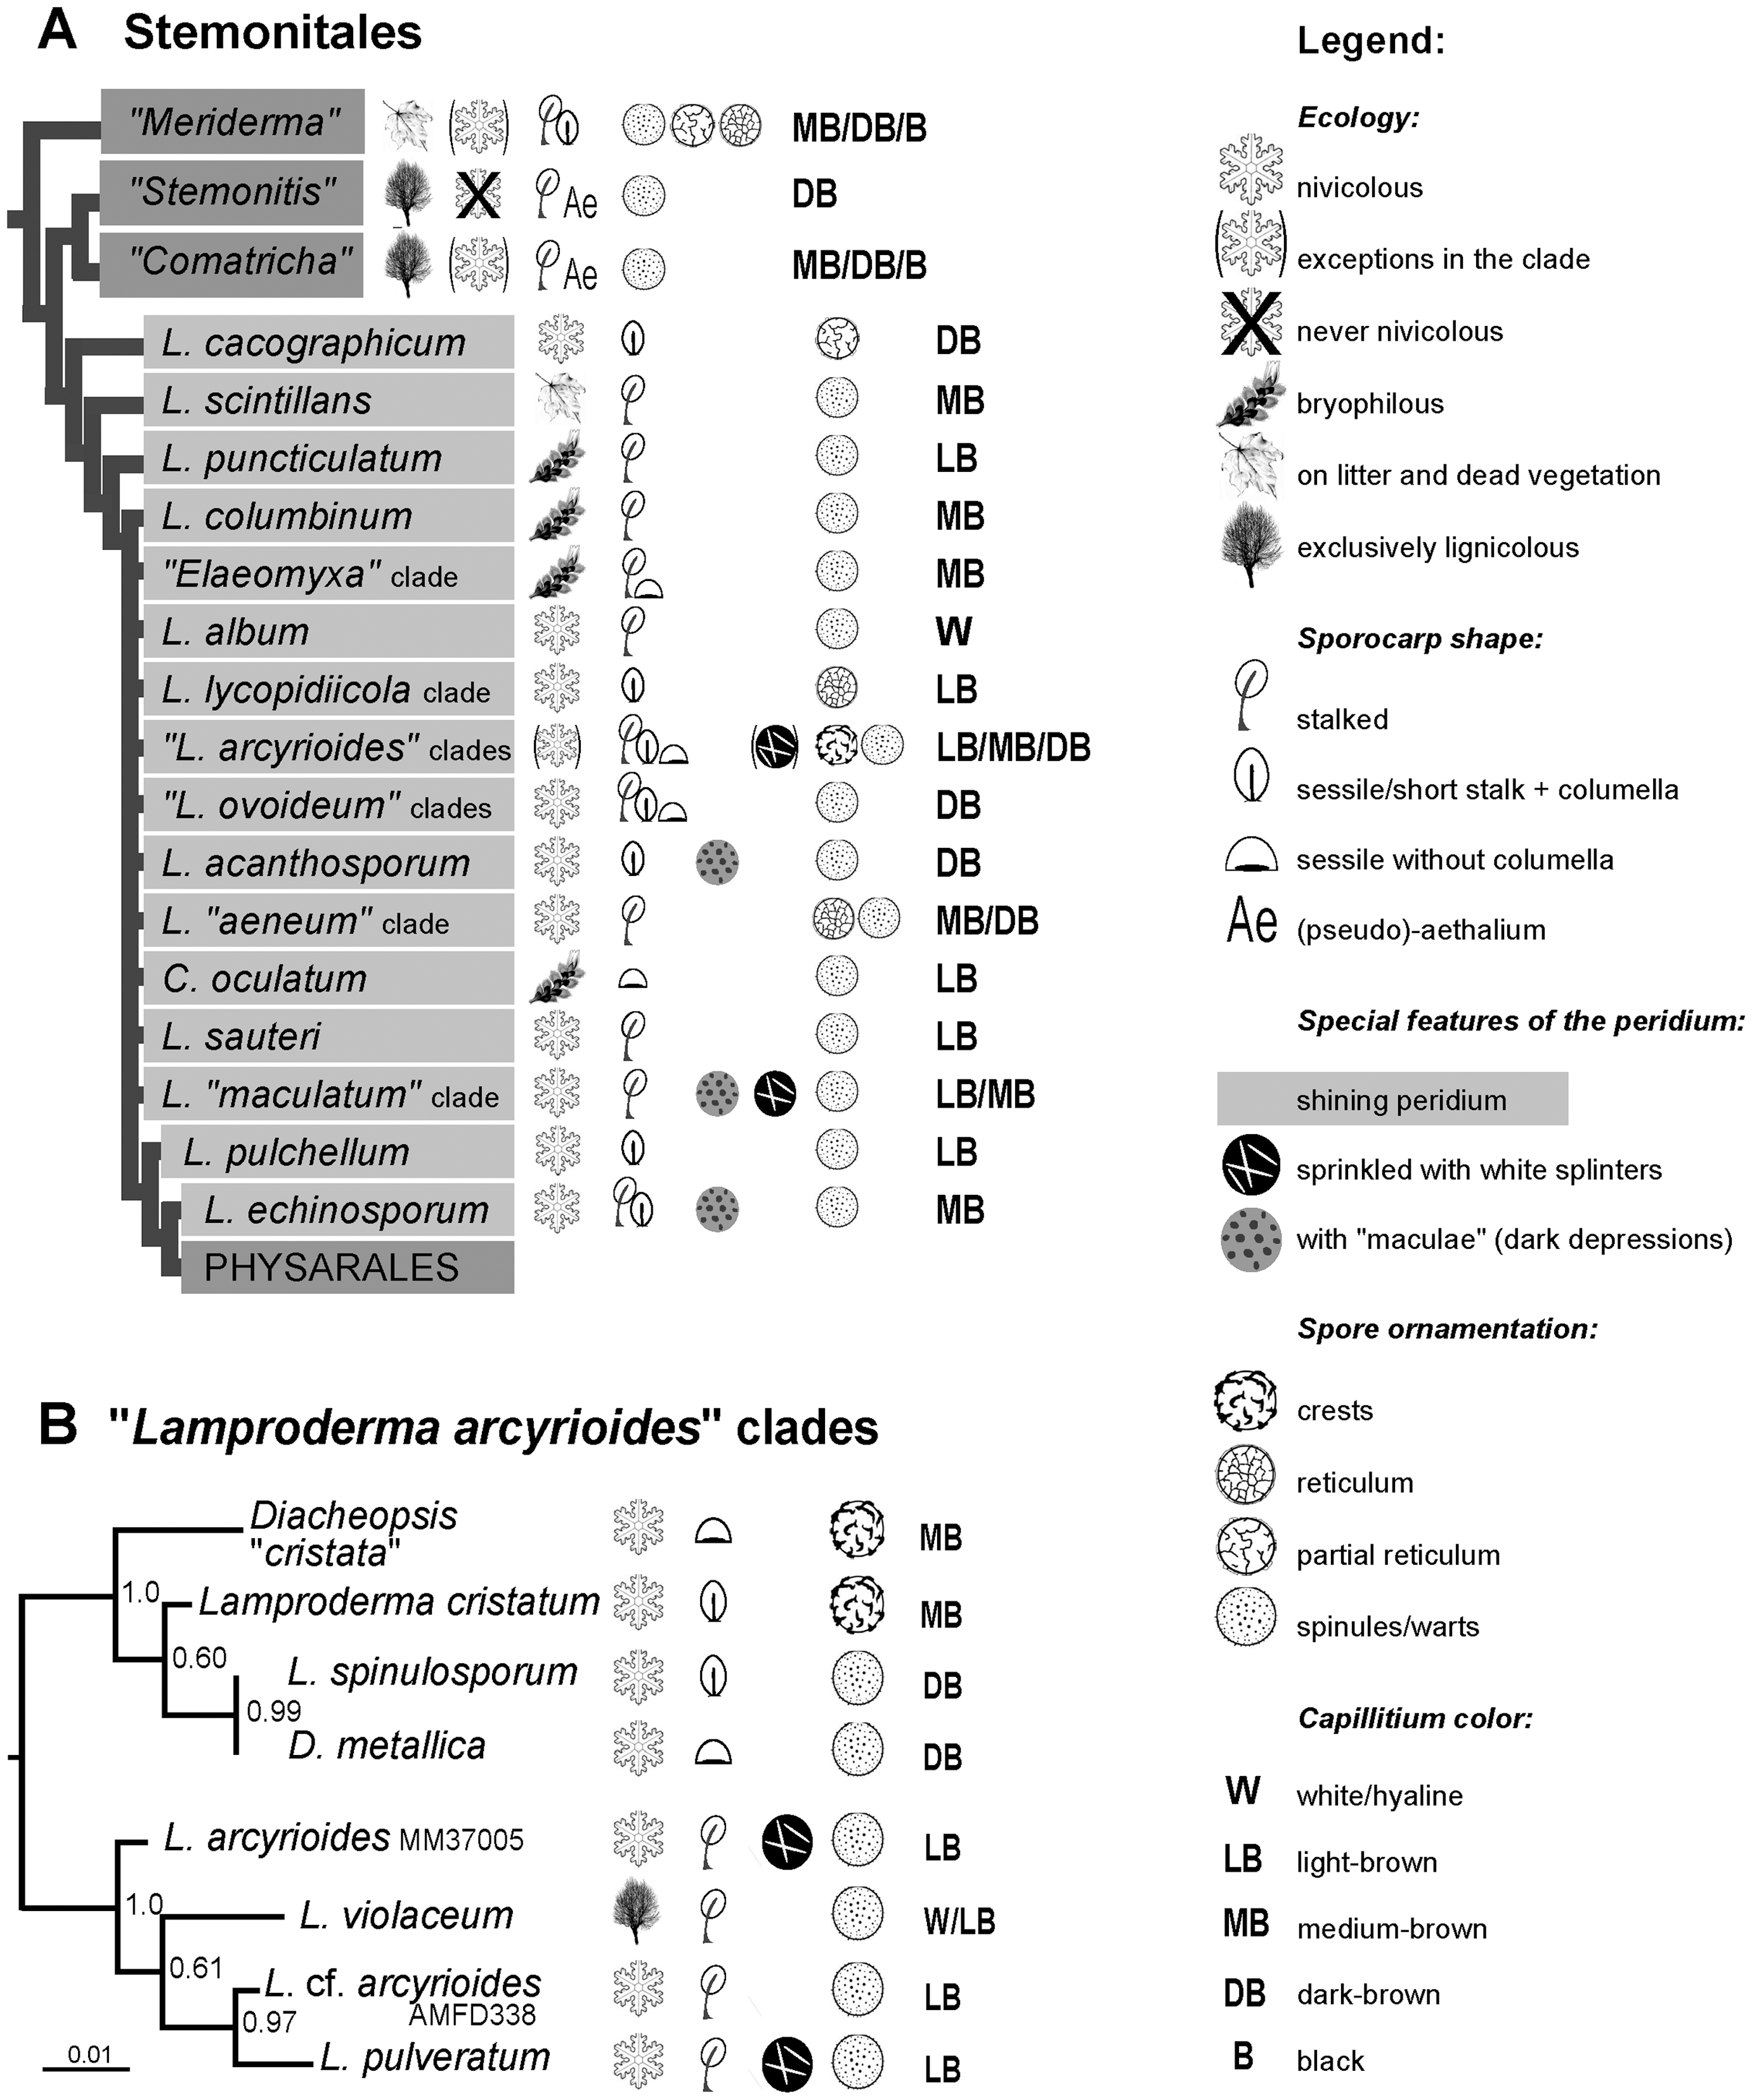 A Stemonitales
"Meriderma" MB/DB/B
"Stemonitis" Ae DB
"Comatricha" Ae MB/DB/B
L. cacographicum DB
L. scintillans MB
L. puncticulatum LB
L. columbinum MB
"Elaeomyxa" clade MB
L. album W
L. lycopidiicola clade LB
"L. arcyrioides" clades LB/MB/DB
"L. ovoideum" clades DB
L. acanthosporum DB
L. "aeneum" clade MB/DB
C. oculatum LB
L. sauteri LB
L. "maculatum" clade LB/MB
L. pulchellum LB
L. echinosporum MB
PHYSARALES
B "Lamproderma arcyrioides" clades
Diacheopsis
"cristata" MB
1.0
Lamproderma cristatum MB
0.60
L. spinulosporum DB
0.99
D. metallica DB
L. arcyrioides MM37005 LB
1.0
L. violaceum W/LB
0.61
L. cf. arcyrioides LB
AMFD338
0.97
L. pulveratum LB
0.01
Legend:
Ecology:
nivicolous
exceptions in the clade
never nivicolous
bryophilous
on litter and dead vegetation
exclusively lignicolous
Sporocarp shape:
stalked
sessile/short stalk + columella
sessile without columella
Ae (pseudo)-aethalium
Special features of the peridium:
shining peridium
sprinkled with white splinters
with "maculae" (dark depressions)
Spore ornamentation:
crests
reticulum
partial reticulum
spinules/warts
Capillitium color:
W white/hyaline
LB light-brown
MB medium-brown
DB dark-brown
B black